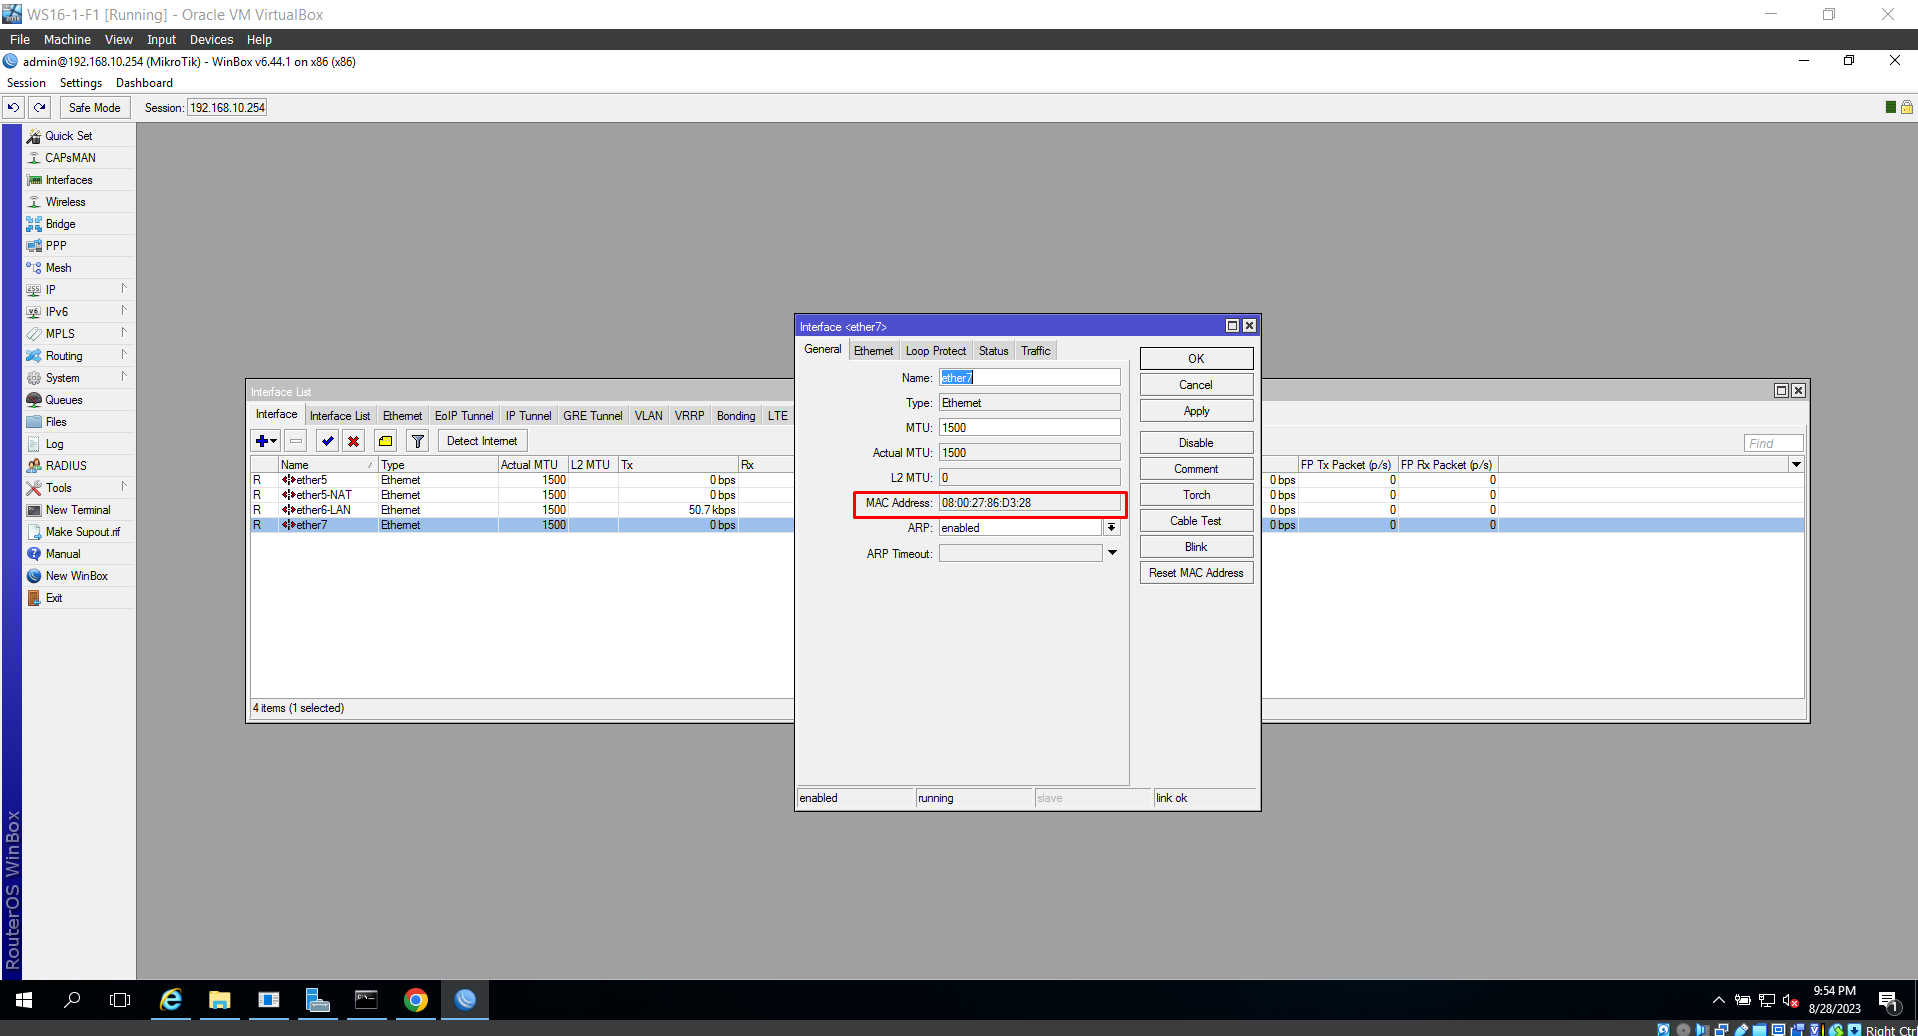 WS16-1-F1 [Running] - Oracle VM VirtualBox
File Machine View Input Devices Help
admin@192.168.10.254 (MikroTik) - WinBox v6.44.1 on x86 (x86)
Session Settings Dashboard
Safe Mode Session: 192.168.10.254
Quick Set
CAPsMAN
Interfaces
Wireless
Bridge
PPP
Mesh
IP
IPv6
MPLS
Routing
System
Queues
Files
Log
RADIUS
Tools
New Terminal
Make Supout.rif
Manual
New WinBox
Exit
RouterOS WinBox
Interface List
Interface Interface List Ethernet EoIP Tunnel IP Tunnel GRE Tunnel VLAN VRRP Bonding LTE
Detect Internet
Find
Name Type Actual MTU L2 MTU Tx Rx FP Tx Packet (p/s) FP Rx Packet (p/s)
R ether5 Ethernet 1500 0 bps 0 bps 0 0
R ether5-NAT Ethernet 1500 0 bps 0 bps 0 0
R ether6-LAN Ethernet 1500 50.7 kbps 0 bps 0 0
R ether7 Ethernet 1500 0 bps 0 bps 0 0
4 items (1 selected)
Interface <ether7>
General Ethernet Loop Protect Status Traffic
Name: ether7
Type: Ethernet
MTU: 1500
Actual MTU: 1500
L2 MTU: 0
MAC Address: 08:00:27:86:D3:28
ARP: enabled
ARP Timeout:
OK
Cancel
Apply
Disable
Comment
Torch
Cable Test
Blink
Reset MAC Address
enabled running slave link ok
9:54 PM
8/28/2023
1
Right Ctrl